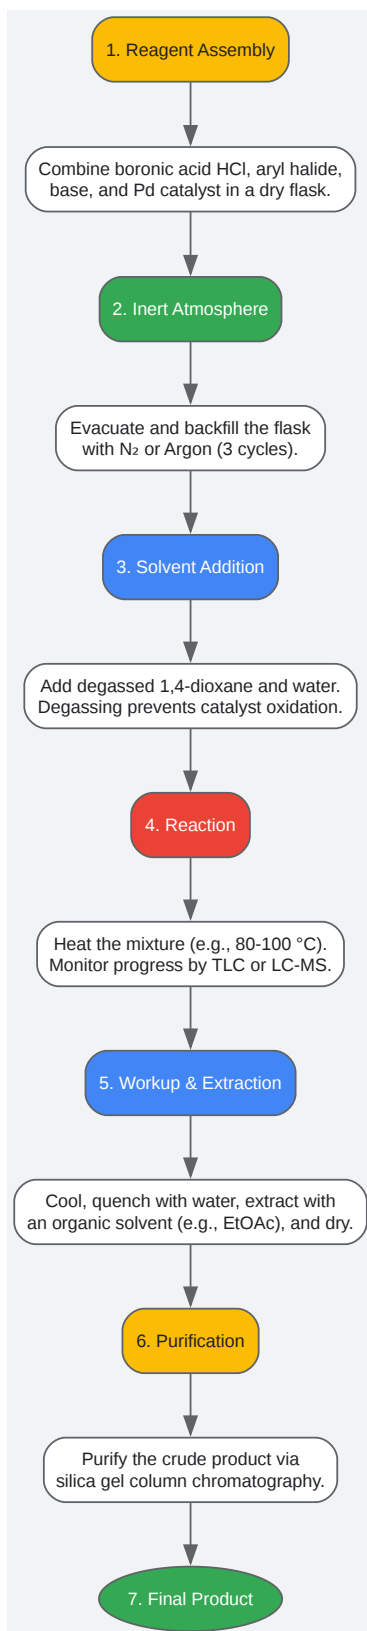 1. Reagent Assembly
Combine boronic acid HCl, aryl halide,
base, and Pd catalyst in a dry flask.
2. Inert Atmosphere
Evacuate and backfill the flask
with N₂ or Argon (3 cycles).
3. Solvent Addition
Add degassed 1,4-dioxane and water.
Degassing prevents catalyst oxidation.
4. Reaction
Heat the mixture (e.g., 80-100 °C).
Monitor progress by TLC or LC-MS.
5. Workup & Extraction
Cool, quench with water, extract with
an organic solvent (e.g., EtOAc), and dry.
6. Purification
Purify the crude product via
silica gel column chromatography.
7. Final Product